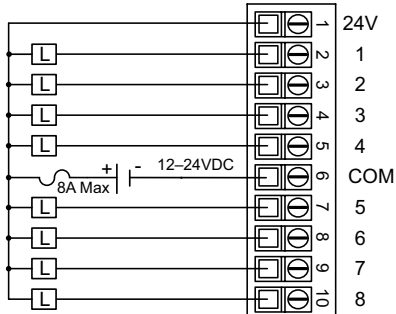 1 24V
L 2 1
L 3 2
L 4 3
L 5 4
+ - 12–24VDC 6 COM
8A Max
L 7 5
L 8 6
L 9 7
L 10 8